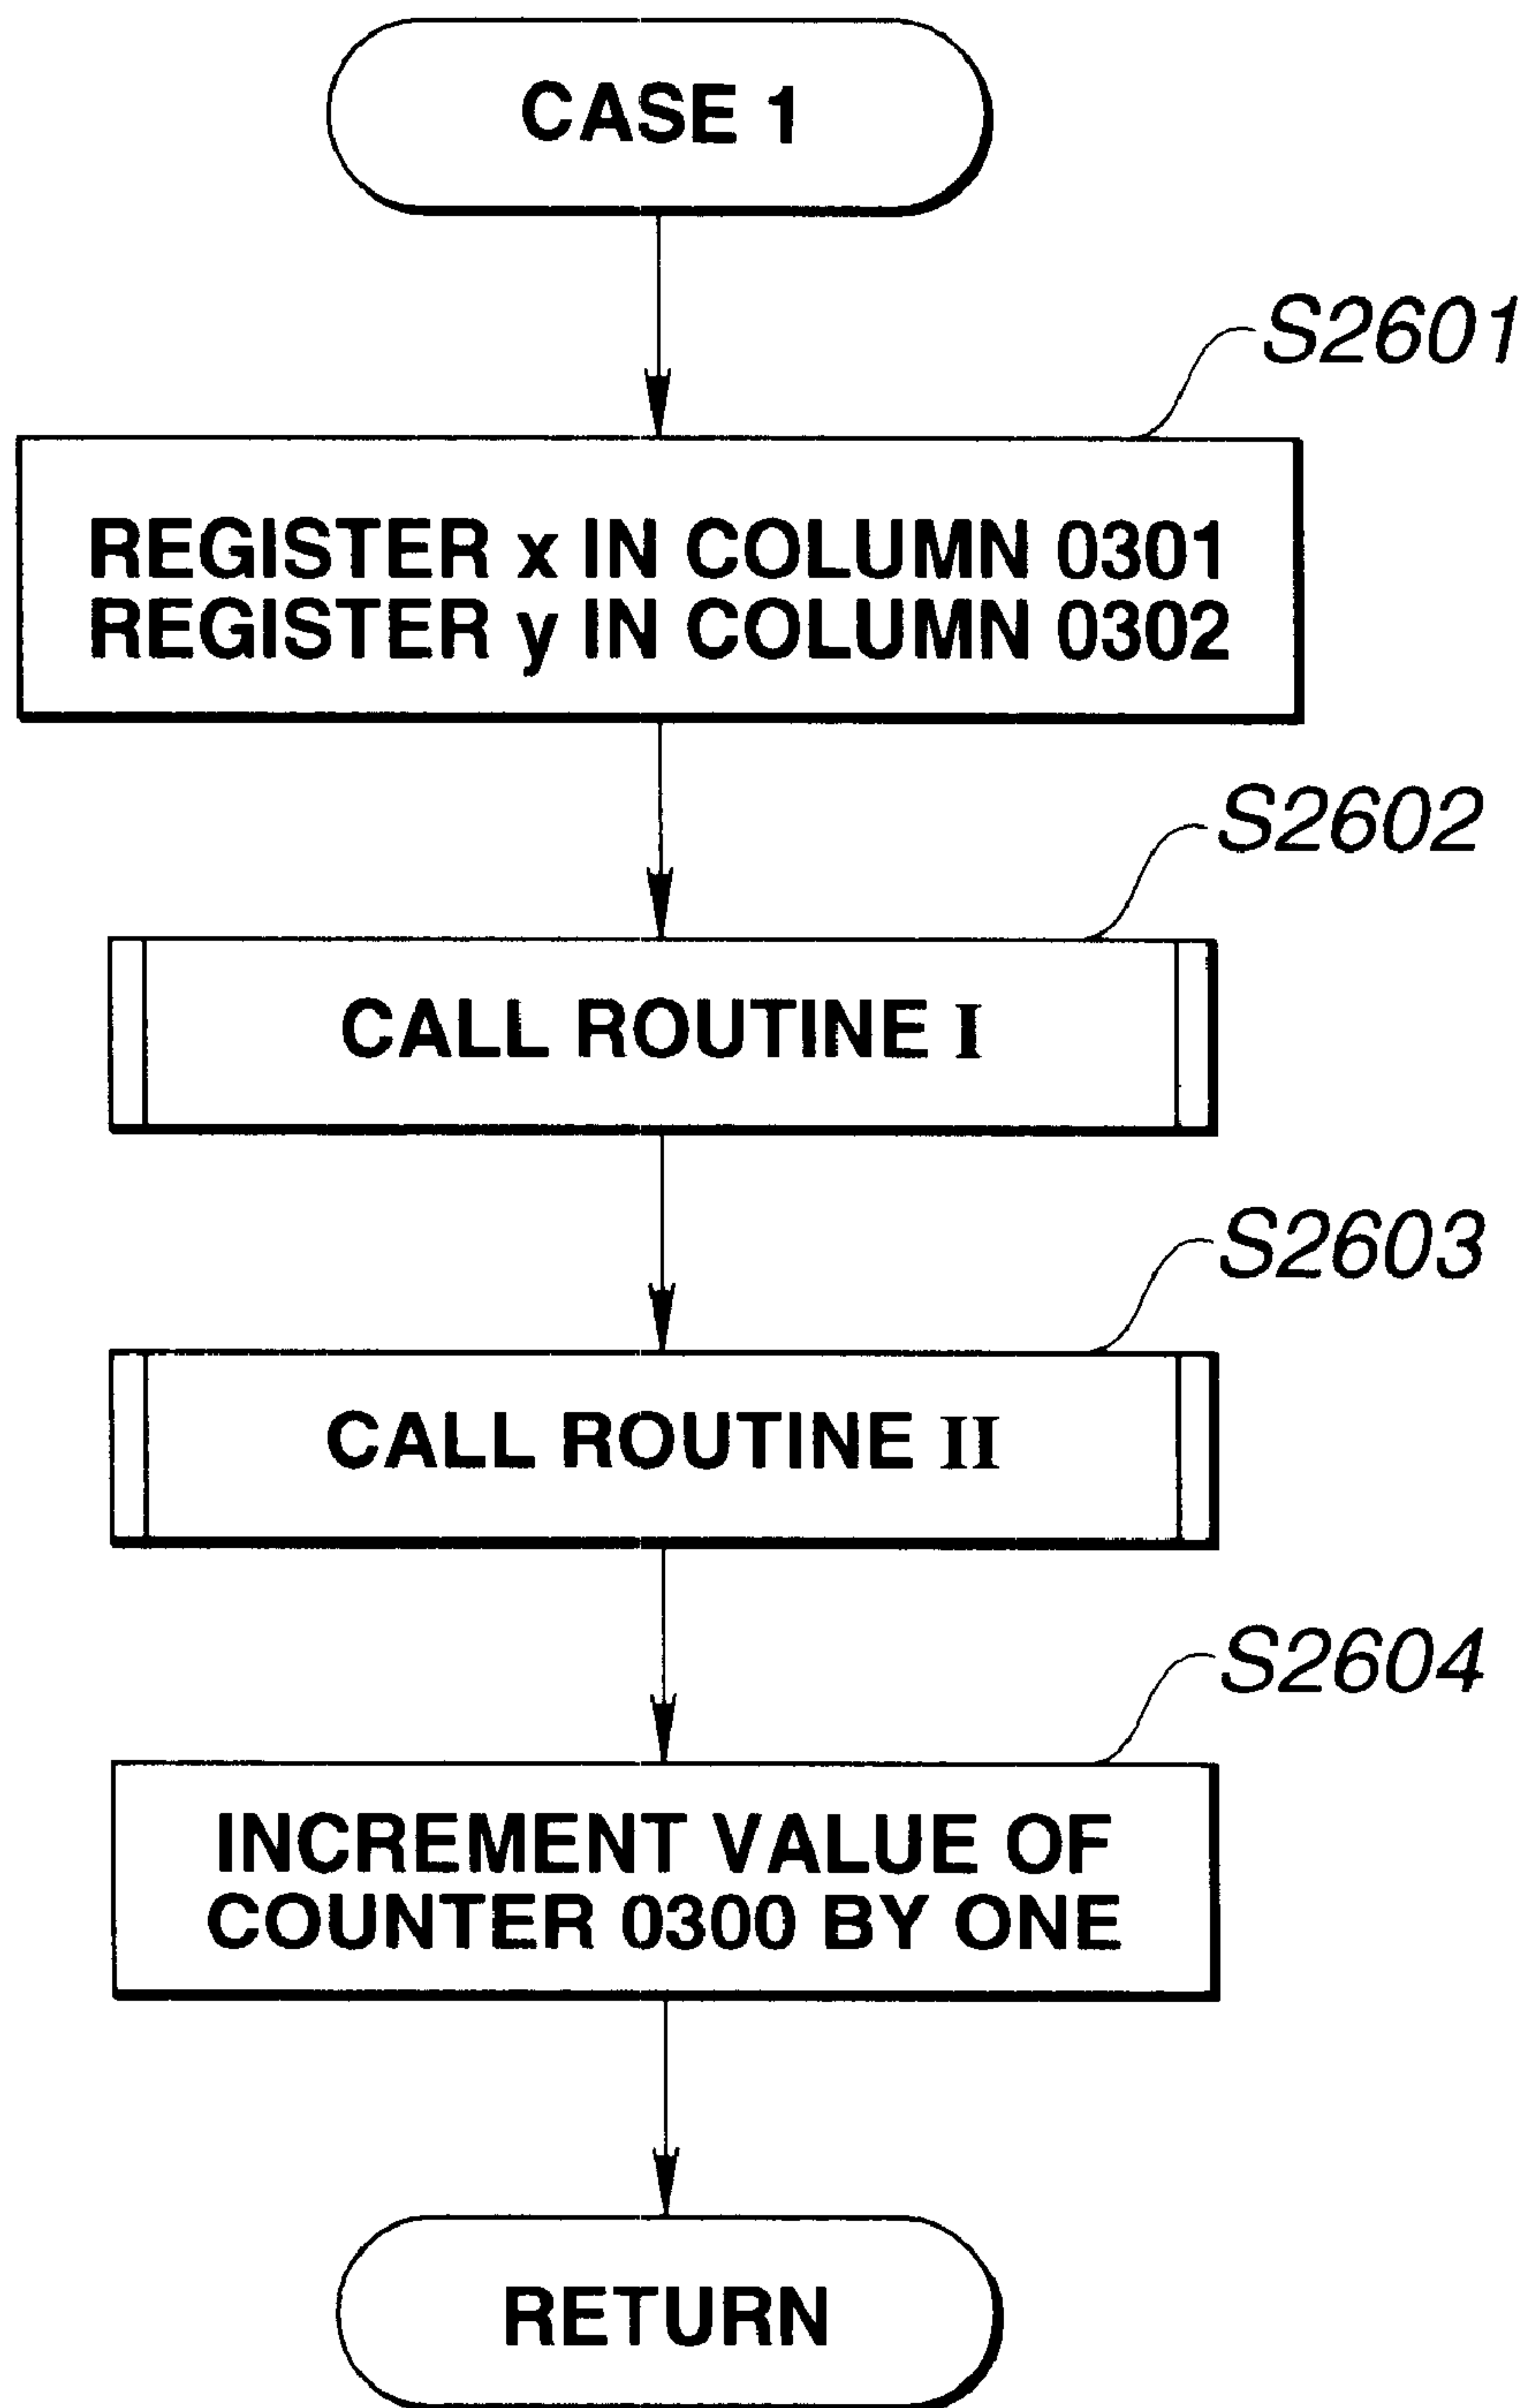 CASE 1
S2601
REGISTER x IN COLUMN 0301
REGISTER y IN COLUMN 0302
S2602
CALL ROUTINE I
S2603
CALL ROUTINE II
S2604
INCREMENT VALUE OF
COUNTER 0300 BY ONE
RETURN